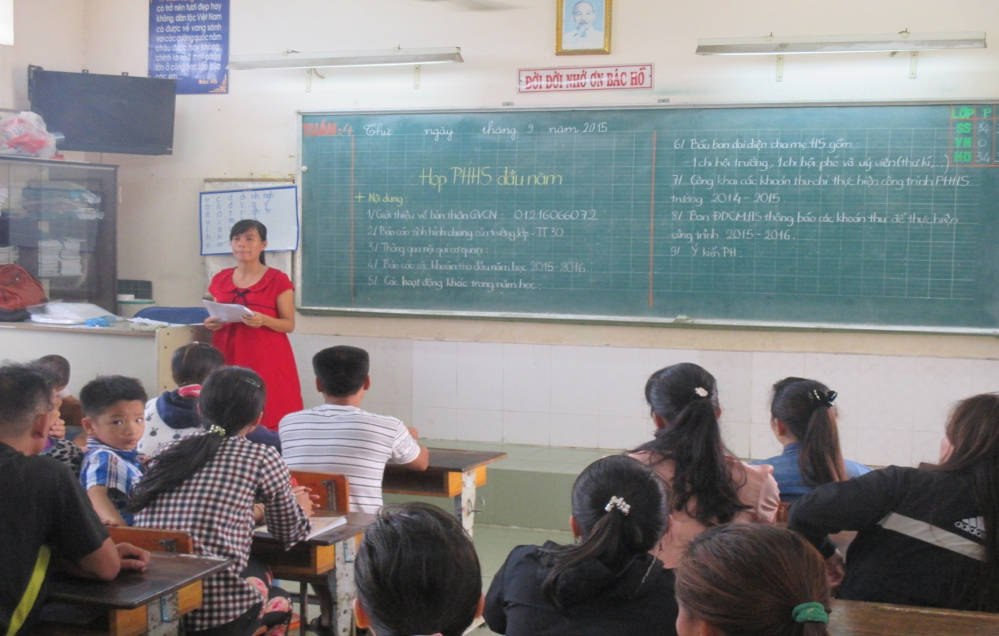 có trở nên tươi đẹp hay
không, dân tộc Việt Nam
có được vẻ vang sánh
vai các cường quốc năm
châu được hay không,
chính là nhờ một phần
lớn ở công học tập của
các em...
Bác Hồ
ĐỜI ĐỜI NHỚ ƠN BÁC HỒ
TUẦN: 4 Thứ ngày tháng 9 năm 2015
Họp PHHS đầu năm
+ Nội dung:
1/ Giới thiệu về bản thân GVCN 01216066072
2/ Báo cáo tình hình chung của trường, lớp - TT 30
3/ Thông qua nội qui cơ quan:
4/ Báo cáo các khoản thu đầu năm học 2015-2016
5/ Các hoạt động khác trong năm học:
6/ Bầu ban đại diện cha mẹ HS gồm
- 1 chi hội trưởng, 1 chi hội phó và uỷ viên (thư kí,...)
7/ Công khai các khoản thu-chi thực hiện công trình PHHS
trường 2014-2015
8/ Ban ĐDCMHS thông báo các khoản thu để thực hiện
công trình 2015-2016.
9/ Ý kiến PH:
LỚP
SS 34
VN 0
HD 34
adidas